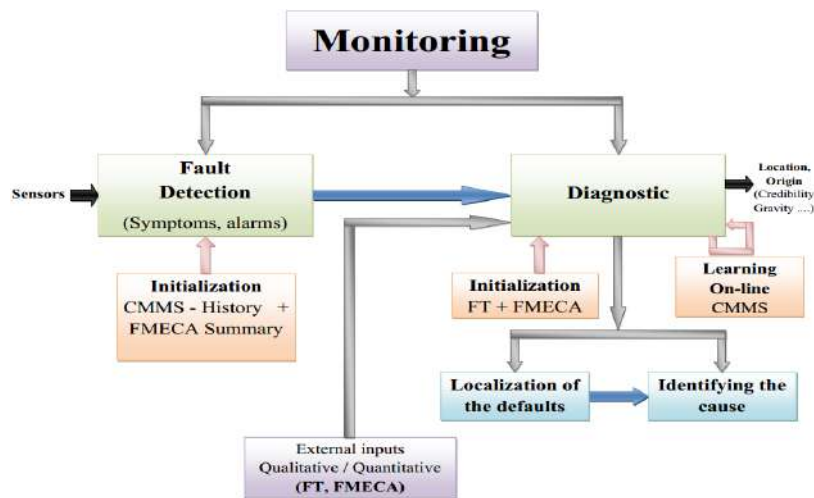 Monitoring
Fault
Detection
(Symptoms, alarms)
Sensors
Diagnostic
Location,
Origin
(Credibility
Gravity ....)
Initialization
CMMS - History +
FMECA Summary
Initialization
FT + FMECA
Learning
On-line
CMMS
Localization of
the defaults
Identifying the
cause
External inputs
Qualitative / Quantitative
(FT, FMECA)